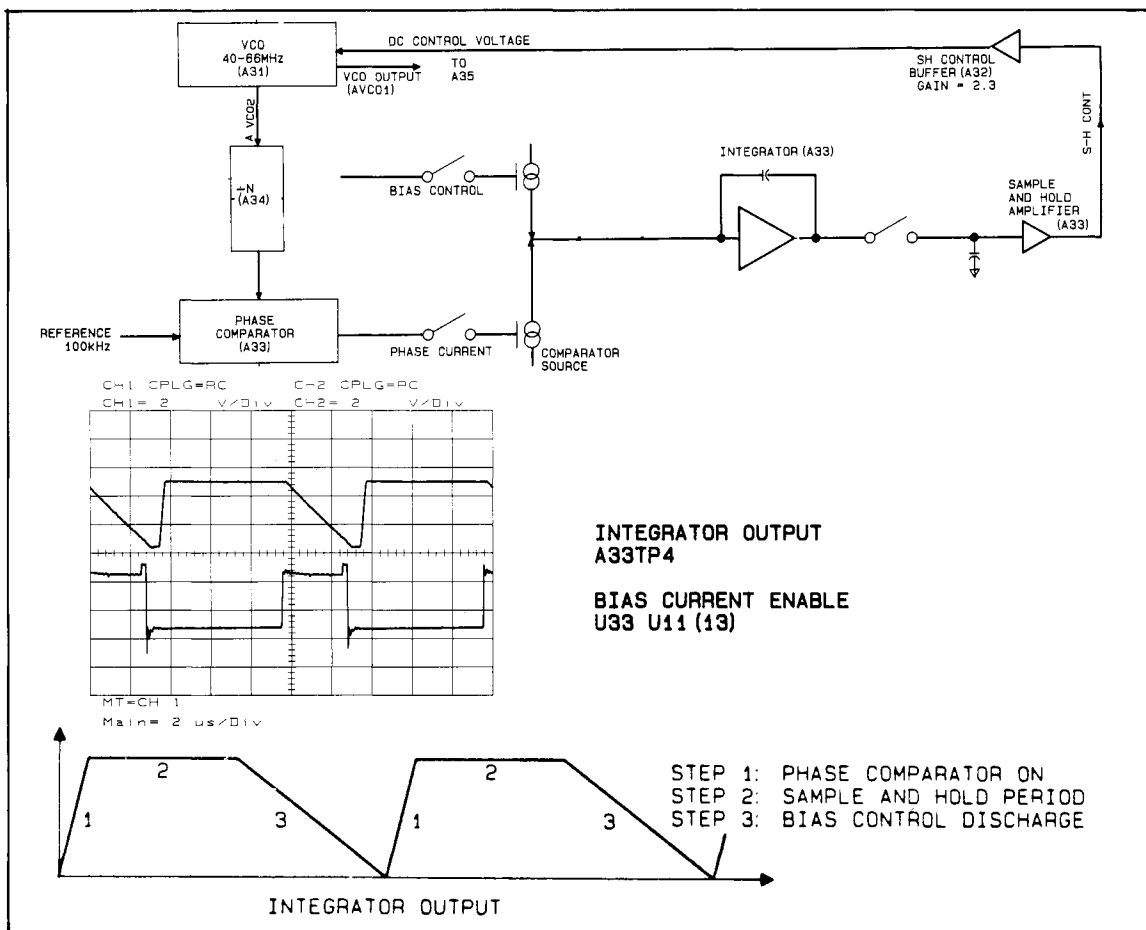 VCO
40-66MHz
(A31)
DC CONTROL VOLTAGE
VCO OUTPUT
(AVCO1)
TO
A35
SH CONTROL
BUFFER (A32)
GAIN = 2.3
A VCO2
S-H CONT
÷N
(A34)
BIAS CONTROL
INTEGRATOR (A33)
SAMPLE
AND HOLD
AMPLIFIER
(A33)
REFERENCE
100kHz
PHASE
COMPARATOR
(A33)
PHASE CURRENT
COMPARATOR
SOURCE
CH1 CPLG=AC CH2 CPLG=AC
CH1= 2 V/Div CH2= 2 V/Div
MT=CH 1
Main= 2 us/Div
INTEGRATOR OUTPUT
A33TP4
BIAS CURRENT ENABLE
U33 U11 (13)
1
2
3
1
2
3
STEP 1: PHASE COMPARATOR ON
STEP 2: SAMPLE AND HOLD PERIOD
STEP 3: BIAS CONTROL DISCHARGE
INTEGRATOR OUTPUT